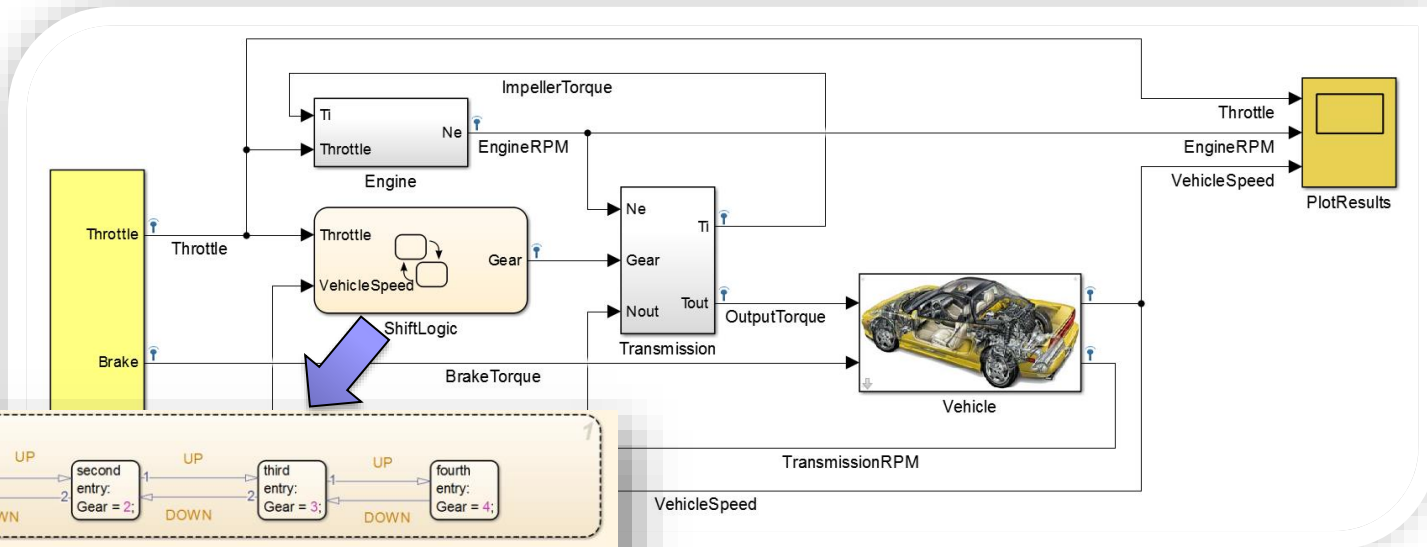 ImpellerTorque
Ti
Throttle
Ne
EngineRPM
Engine
Throttle
EngineRPM
VehicleSpeed
PlotResults
Throttle
Throttle
Brake
Throttle
VehicleSpeed
Gear
ShiftLogic
Ne
Gear
Nout
Ti
Tout
Transmission
OutputTorque
BrakeTorque
Vehicle
TransmissionRPM
VehicleSpeed
1
UP
UP
UP
second
entry:
Gear = 2;
1
2
third
entry:
Gear = 3;
1
2
fourth
entry:
Gear = 4;
WN
DOWN
DOWN